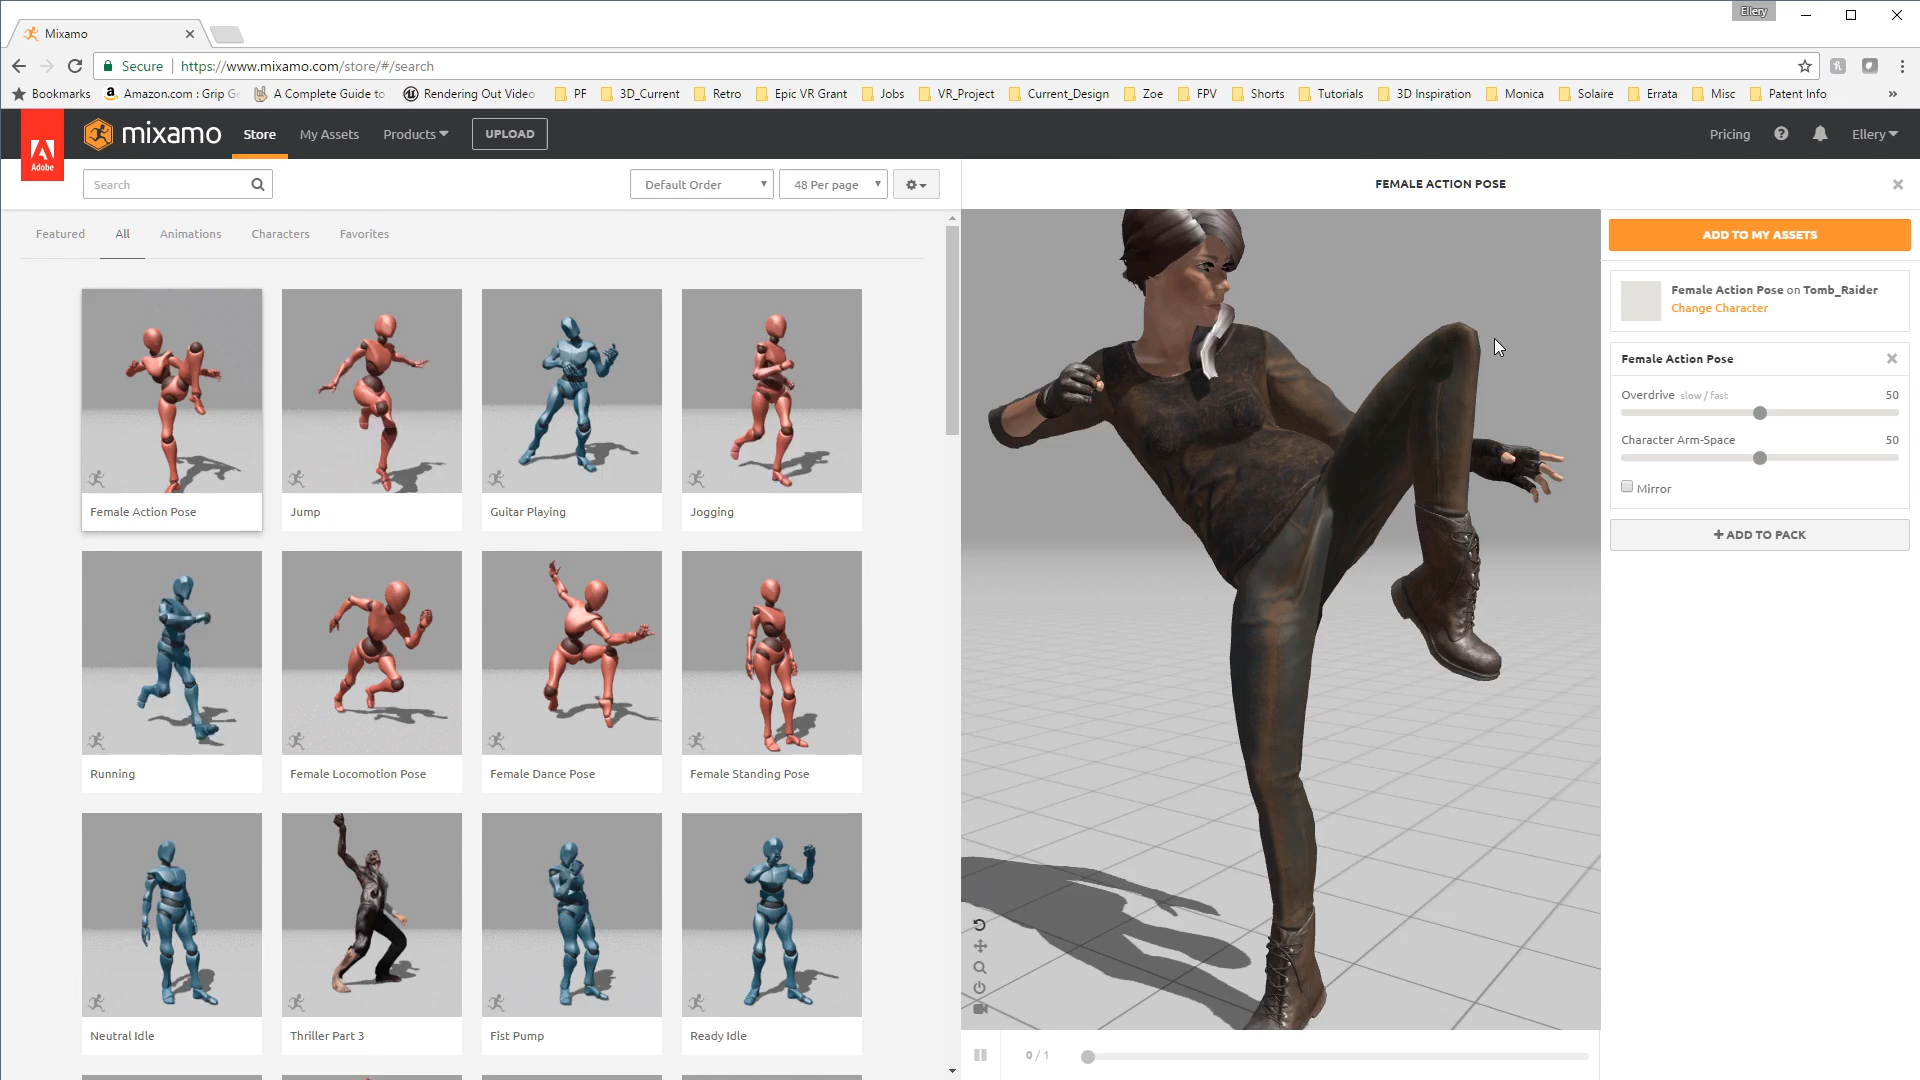 Ellery
Mixamo
Secure https://www.mixamo.com/store/#/search
Bookmarks Amazon.com : Grip A Complete Guide to Rendering Out Video PF 3D_Current Retro Epic VR Grant Jobs VR_Project Current_Design Zoe FPV Shorts Tutorials 3D Inspiration Monica Solaire Errata Misc Patent Info »
Adobe
mixamo Store My Assets Products UPLOAD Pricing Ellery
Search Default Order 48 Per page
FEMALE ACTION POSE
Featured All Animations Characters Favorites
ADD TO MY ASSETS
Female Action Pose on Tomb_Raider
Change Character
Female Action Pose
Overdrive slow / fast 50
Character Arm-Space 50
Mirror
+ ADD TO PACK
Female Action Pose Jump Guitar Playing Jogging
Running Female Locomotion Pose Female Dance Pose Female Standing Pose
Neutral Idle Thriller Part 3 Fist Pump Ready Idle
0 / 1